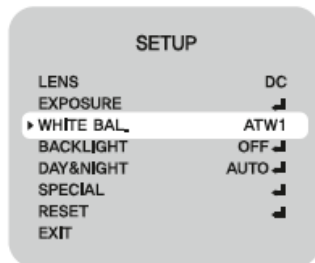 SETUP
LENS DC
EXPOSURE ↵
▸ WHITE BAL. ATW1
BACKLIGHT OFF ↵
DAY&NIGHT AUTO ↵
SPECIAL ↵
RESET ↵
EXIT